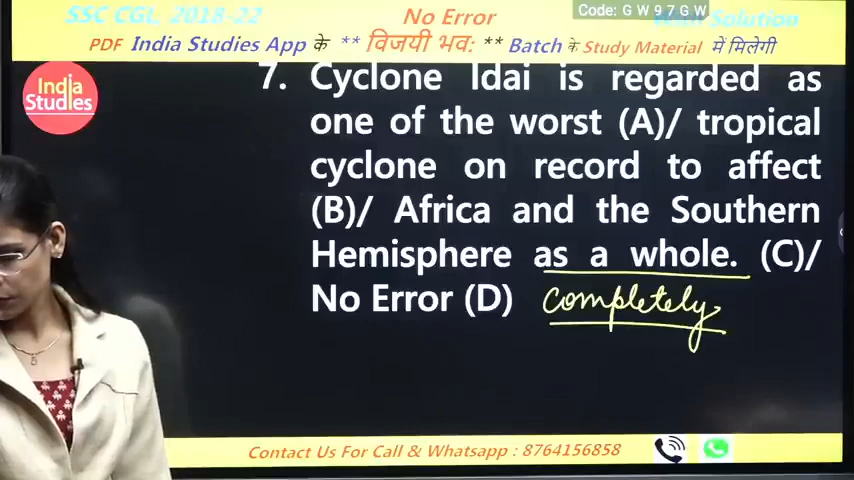 SSC CGL 2018-22 No Error Code: G W 9 7 G W With Solution
PDF India Studies App के ** विजयी भव: ** Batch के Study Material में मिलेगी
India
Studies
7. Cyclone Idai is regarded as
one of the worst (A)/ tropical
cyclone on record to affect
(B)/ Africa and the Southern
Hemisphere as a whole. (C)/
No Error (D) completely
Contact Us For Call & Whatsapp : 8764156858